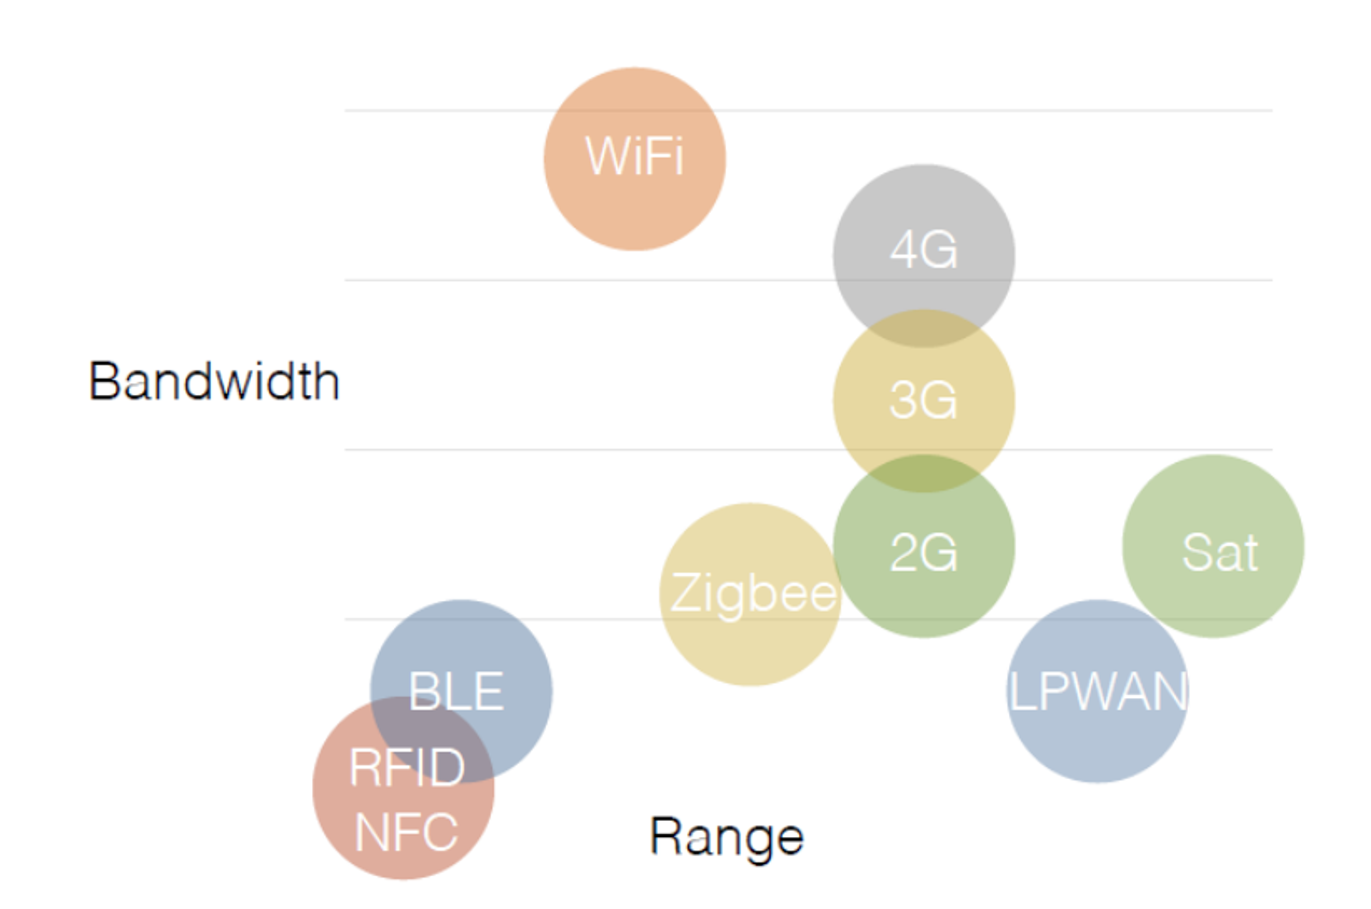 WiFi
4G
Bandwidth
3G
2G
Sat
Zigbee
BLE
LPWAN
RFID
NFC
Range